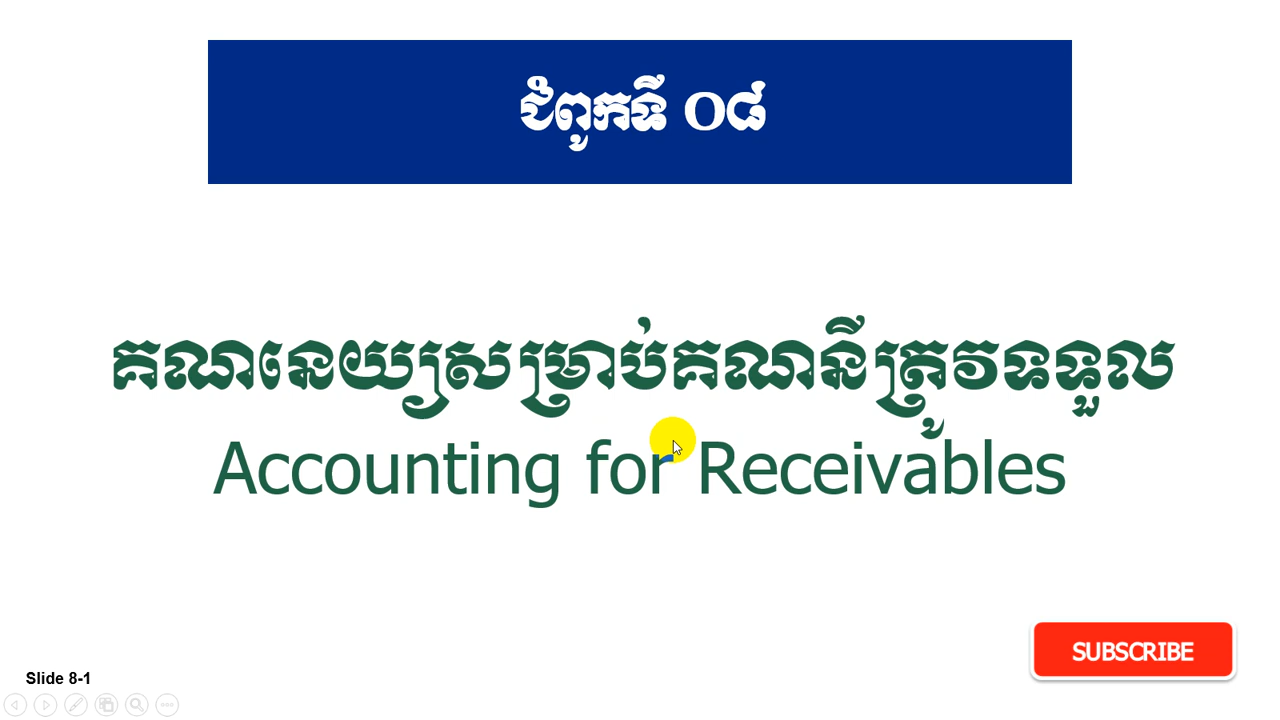 ជំពូកទី ០៨
គណនេយ្យសម្រាប់គណនីត្រូវទទួល
Accounting for Receivables
SUBSCRIBE
Slide 8-1